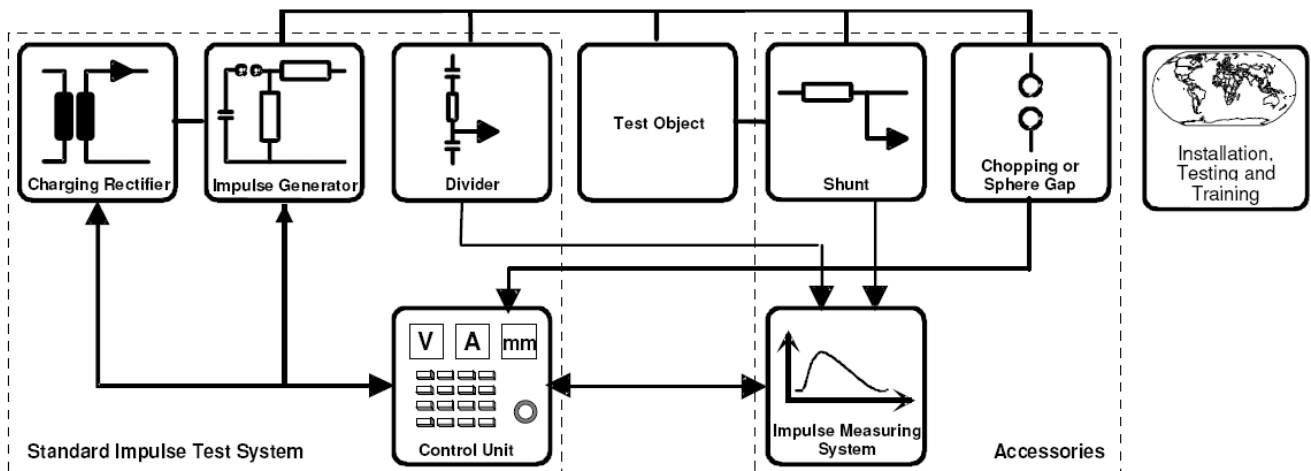 Charging Rectifier
Impulse Generator
Divider
Test Object
Shunt
Chopping or
Sphere Gap
Installation,
Testing and
Training
V A mm
Control Unit
Impulse Measuring
System
Standard Impulse Test System
Accessories